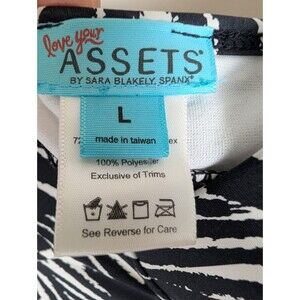 love your
ASSETS®
BY SARA BLAKELY, SPANX®
L
made in taiwan
100% Polyester
Exclusive of Trims
See Reverse for Care